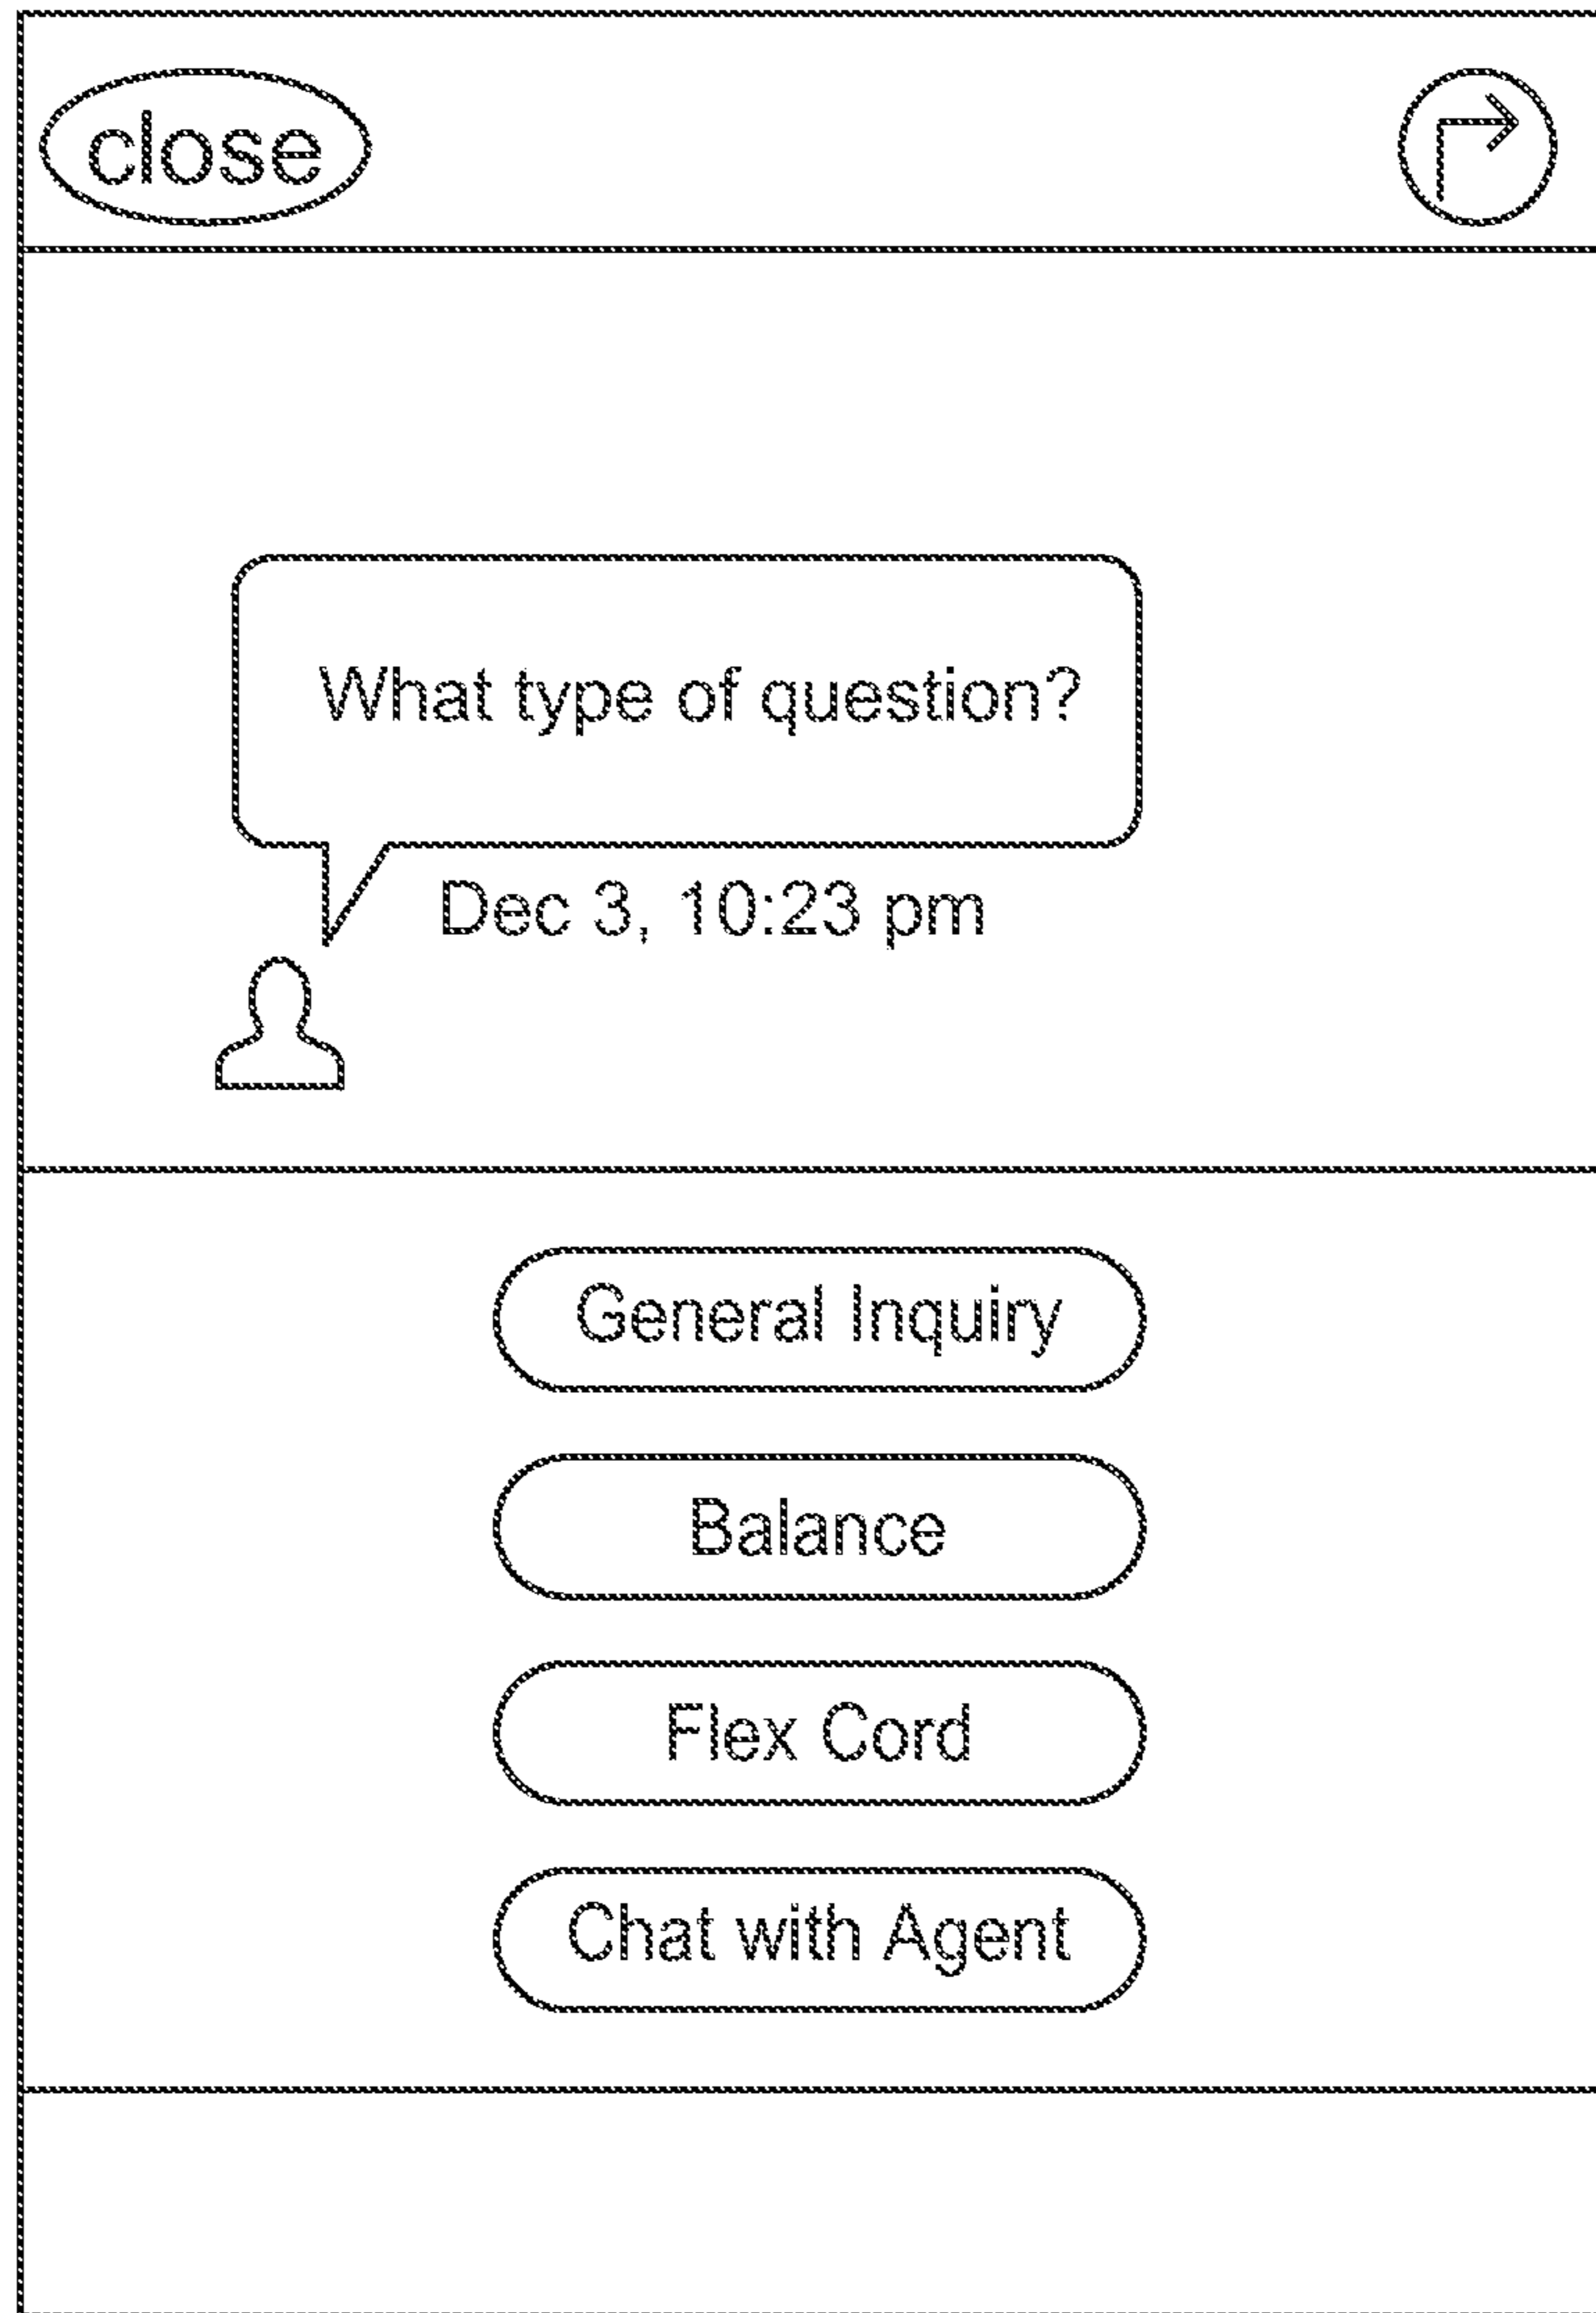 close
What type of question?
Dec 3, 10:23 pm
General Inquiry
Balance
Flex Cord
Chat with Agent